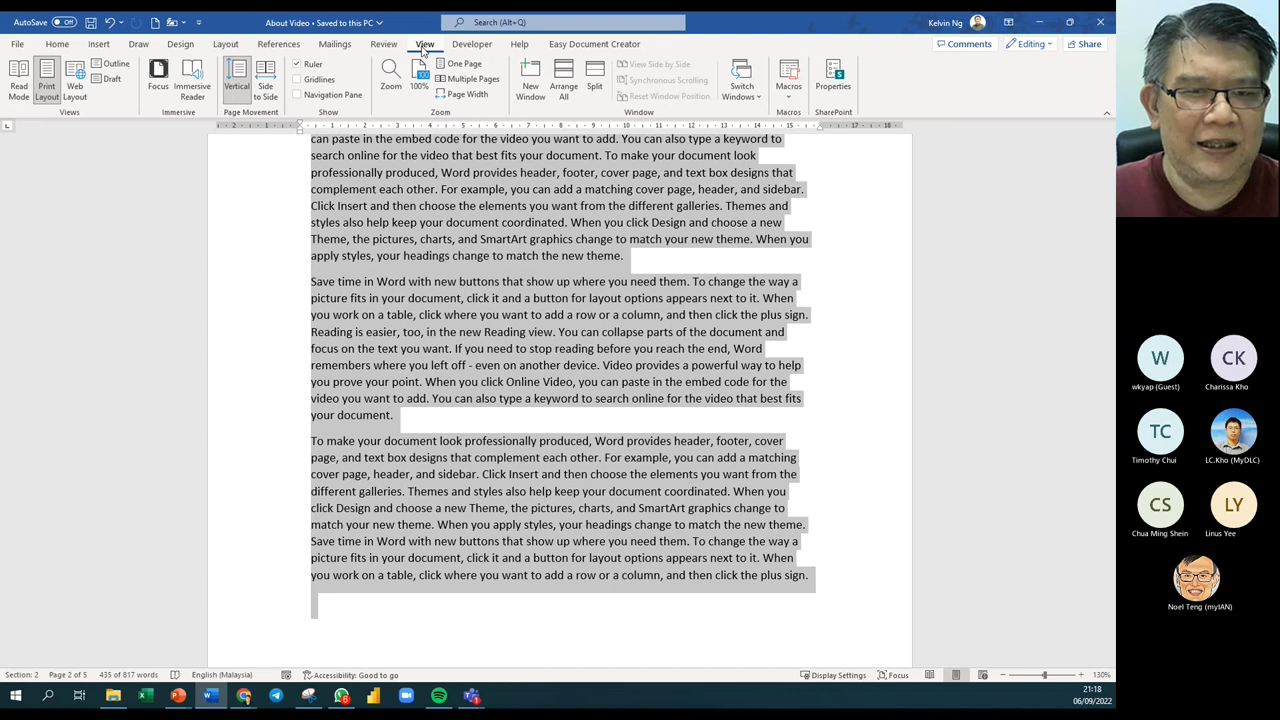 AutoSave Off
About Video • Saved to this PC
Search (Alt+Q)
Kelvin Ng
File Home Insert Draw Design Layout References Mailings Review View Developer Help Easy Document Creator
Comments Editing Share
Read Mode
Print Layout
Web Layout
Outline
Draft
Views
Focus
Immersive Reader
Immersive
Vertical
Side to Side
Page Movement
Ruler
Gridlines
Navigation Pane
Show
Zoom
100
100%
One Page
Multiple Pages
Page Width
Zoom
New Window
Arrange All
Split
View Side by Side
Synchronous Scrolling
Reset Window Position
Switch Windows
Window
Macros
Macros
Properties
SharePoint
2 1 1 2 3 4 5 6 7 8 9 10 11 12 13 14 15 17 18
can paste in the embed code for the video you want to add. You can also type a keyword to
search online for the video that best fits your document. To make your document look
professionally produced, Word provides header, footer, cover page, and text box designs that
complement each other. For example, you can add a matching cover page, header, and sidebar.
Click Insert and then choose the elements you want from the different galleries. Themes and
styles also help keep your document coordinated. When you click Design and choose a new
Theme, the pictures, charts, and SmartArt graphics change to match your new theme. When you
apply styles, your headings change to match the new theme.
Save time in Word with new buttons that show up where you need them. To change the way a
picture fits in your document, click it and a button for layout options appears next to it. When
you work on a table, click where you want to add a row or a column, and then click the plus sign.
Reading is easier, too, in the new Reading view. You can collapse parts of the document and
focus on the text you want. If you need to stop reading before you reach the end, Word
remembers where you left off - even on another device. Video provides a powerful way to help
you prove your point. When you click Online Video, you can paste in the embed code for the
video you want to add. You can also type a keyword to search online for the video that best fits
your document.
To make your document look professionally produced, Word provides header, footer, cover
page, and text box designs that complement each other. For example, you can add a matching
cover page, header, and sidebar. Click Insert and then choose the elements you want from the
different galleries. Themes and styles also help keep your document coordinated. When you
click Design and choose a new Theme, the pictures, charts, and SmartArt graphics change to
match your new theme. When you apply styles, your headings change to match the new theme.
Save time in Word with new buttons that show up where you need them. To change the way a
picture fits in your document, click it and a button for layout options appears next to it. When
you work on a table, click where you want to add a row or a column, and then click the plus sign.
Section: 2 Page 2 of 5 435 of 817 words English (Malaysia) Accessibility: Good to go Display Settings Focus 130%
21:18
06/09/2022
W
wkyap (Guest)
CK
Charissa Kho
TC
Timothy Chui
LC.Kho (MyDLC)
CS
Chua Ming Shein
LY
Linus Yee
Noel Teng (myIAN)